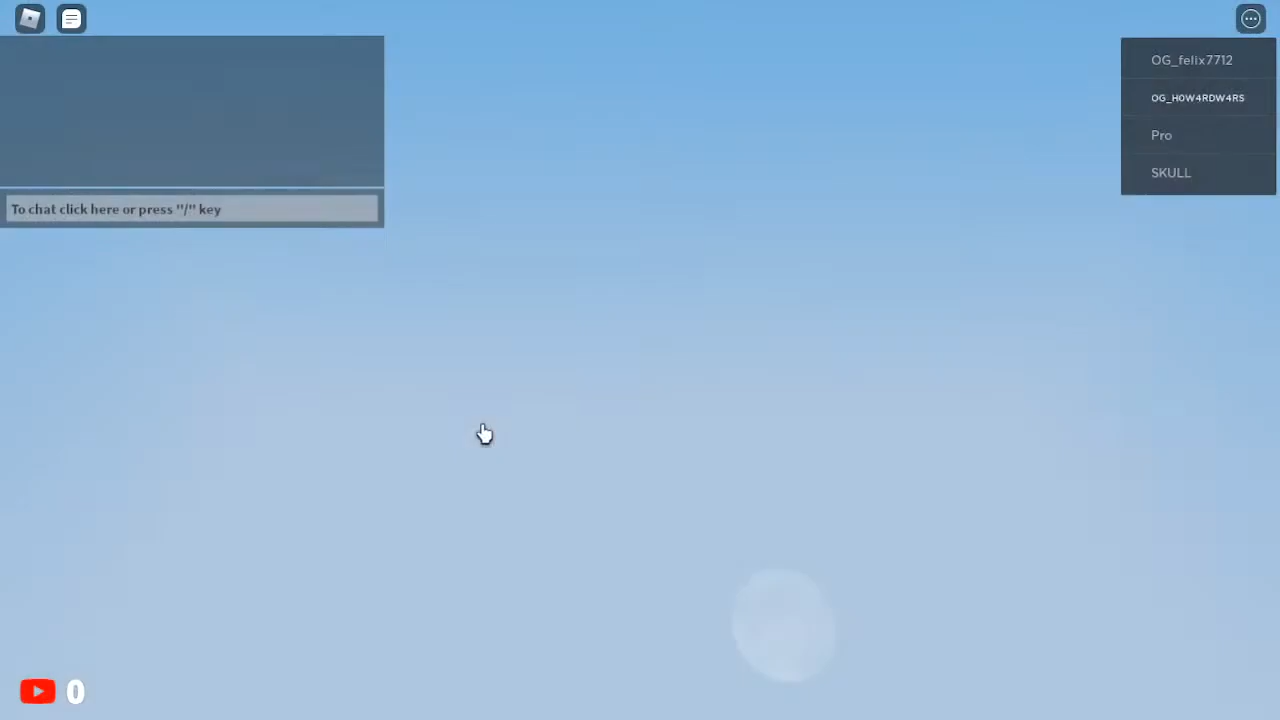 OG_felix7712
OG_H0W4RDW4RS
Pro
SKULL
To chat click here or press "/" key
0